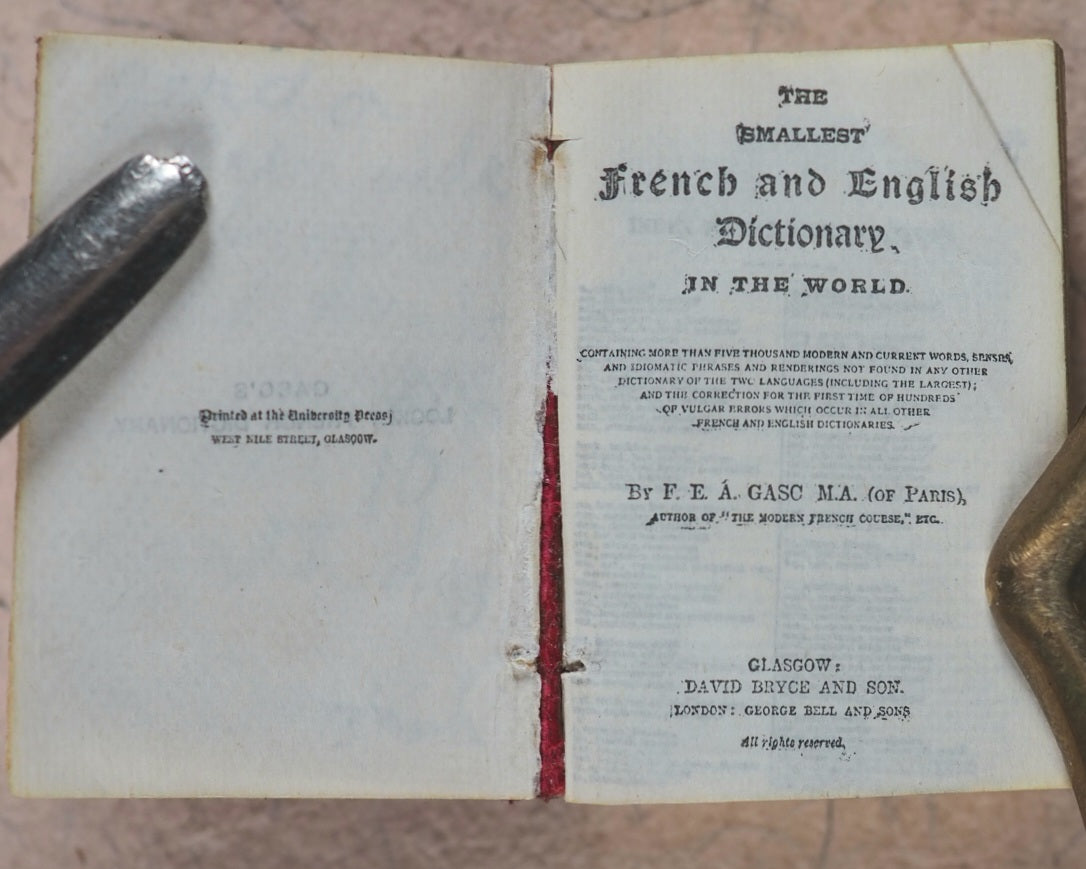 Printed at the University Press;
WEST NILE STREET, GLASGOW.
THE
SMALLEST
French and English
Dictionary
IN THE WORLD.
CONTAINING MORE THAN FIVE THOUSAND MODERN AND CURRENT WORDS, SENSES,
AND IDIOMATIC PHRASES AND RENDERINGS NOT FOUND IN ANY OTHER
DICTIONARY OF THE TWO LANGUAGES (INCLUDING THE LARGEST);
AND THE CORRECTION FOR THE FIRST TIME OF HUNDREDS
OF VULGAR ERRORS WHICH OCCUR IN ALL OTHER
FRENCH AND ENGLISH DICTIONARIES.
BY F. E. A. GASC M.A. (OF PARIS),
AUTHOR OF "THE MODERN FRENCH COURSE," ETC.
GLASGOW:
DAVID BRYCE AND SON.
LONDON: GEORGE BELL AND SONS
All rights reserved.